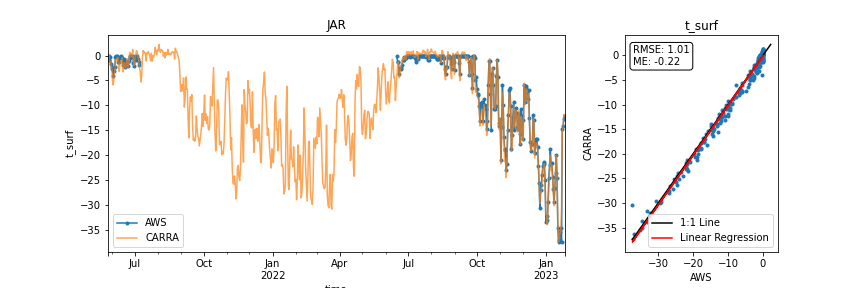 JAR
t_surf
0
−5
−10
−15
−20
−25
−30
−35
t_surf
AWS
CARRA
Jul
Oct
Jan
2022
Apr
Jul
Oct
Jan
2023
RMSE: 1.01
ME: -0.22
0
−5
−10
−15
−20
−25
−30
−35
CARRA
1:1 Line
Linear Regression
−30
−20
−10
0
AWS